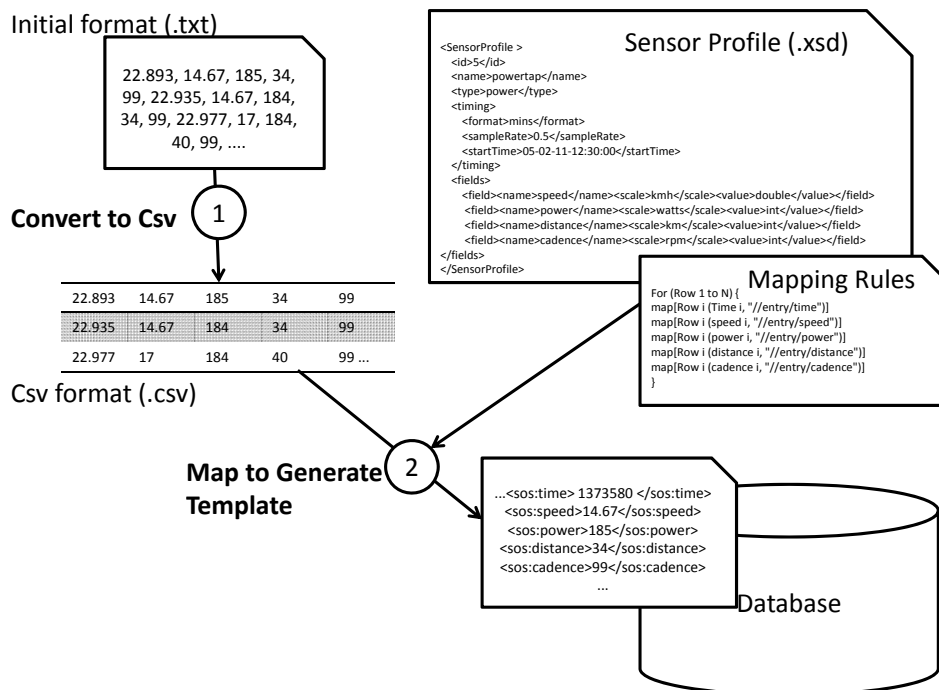 Initial format (.txt)
22.893, 14.67, 185, 34,
99, 22.935, 14.67, 184,
34, 99, 22.977, 17, 184,
40, 99, ....
Sensor Profile (.xsd)
<SensorProfile >
<id>5</id>
<name>powertap</name>
<type>power</type>
<timing>
<format>mins</format>
<sampleRate>0.5</sampleRate>
<startTime>05-02-11-12:30:00</startTime>
</timing>
<fields>
<field><name>speed</name><scale>kmh</scale><value>double</value></field>
<field><name>power</name><scale>watts</scale><value>int</value></field>
<field><name>distance</name><scale>km</scale><value>int</value></field>
<field><name>cadence</name><scale>rpm</scale><value>int</value></field>
</fields>
</SensorProfile>
Convert to Csv
1
22.893 14.67 185 34 99
22.935 14.67 184 34 99
22.977 17 184 40 99 ...
Csv format (.csv)
Mapping Rules
For (Row 1 to N) {
map[Row i (Time i, "//entry/time")]
map[Row i (speed i, "//entry/speed")]
map[Row i (power i, "//entry/power")]
map[Row i (distance i, "//entry/distance")]
map[Row i (cadence i, "//entry/cadence")]
}
2
Map to Generate
Template
...<sos:time> 1373580 </sos:time>
<sos:speed>14.67</sos:speed>
<sos:power>185</sos:power>
<sos:distance>34</sos:distance>
<sos:cadence>99</sos:cadence>
...
Database